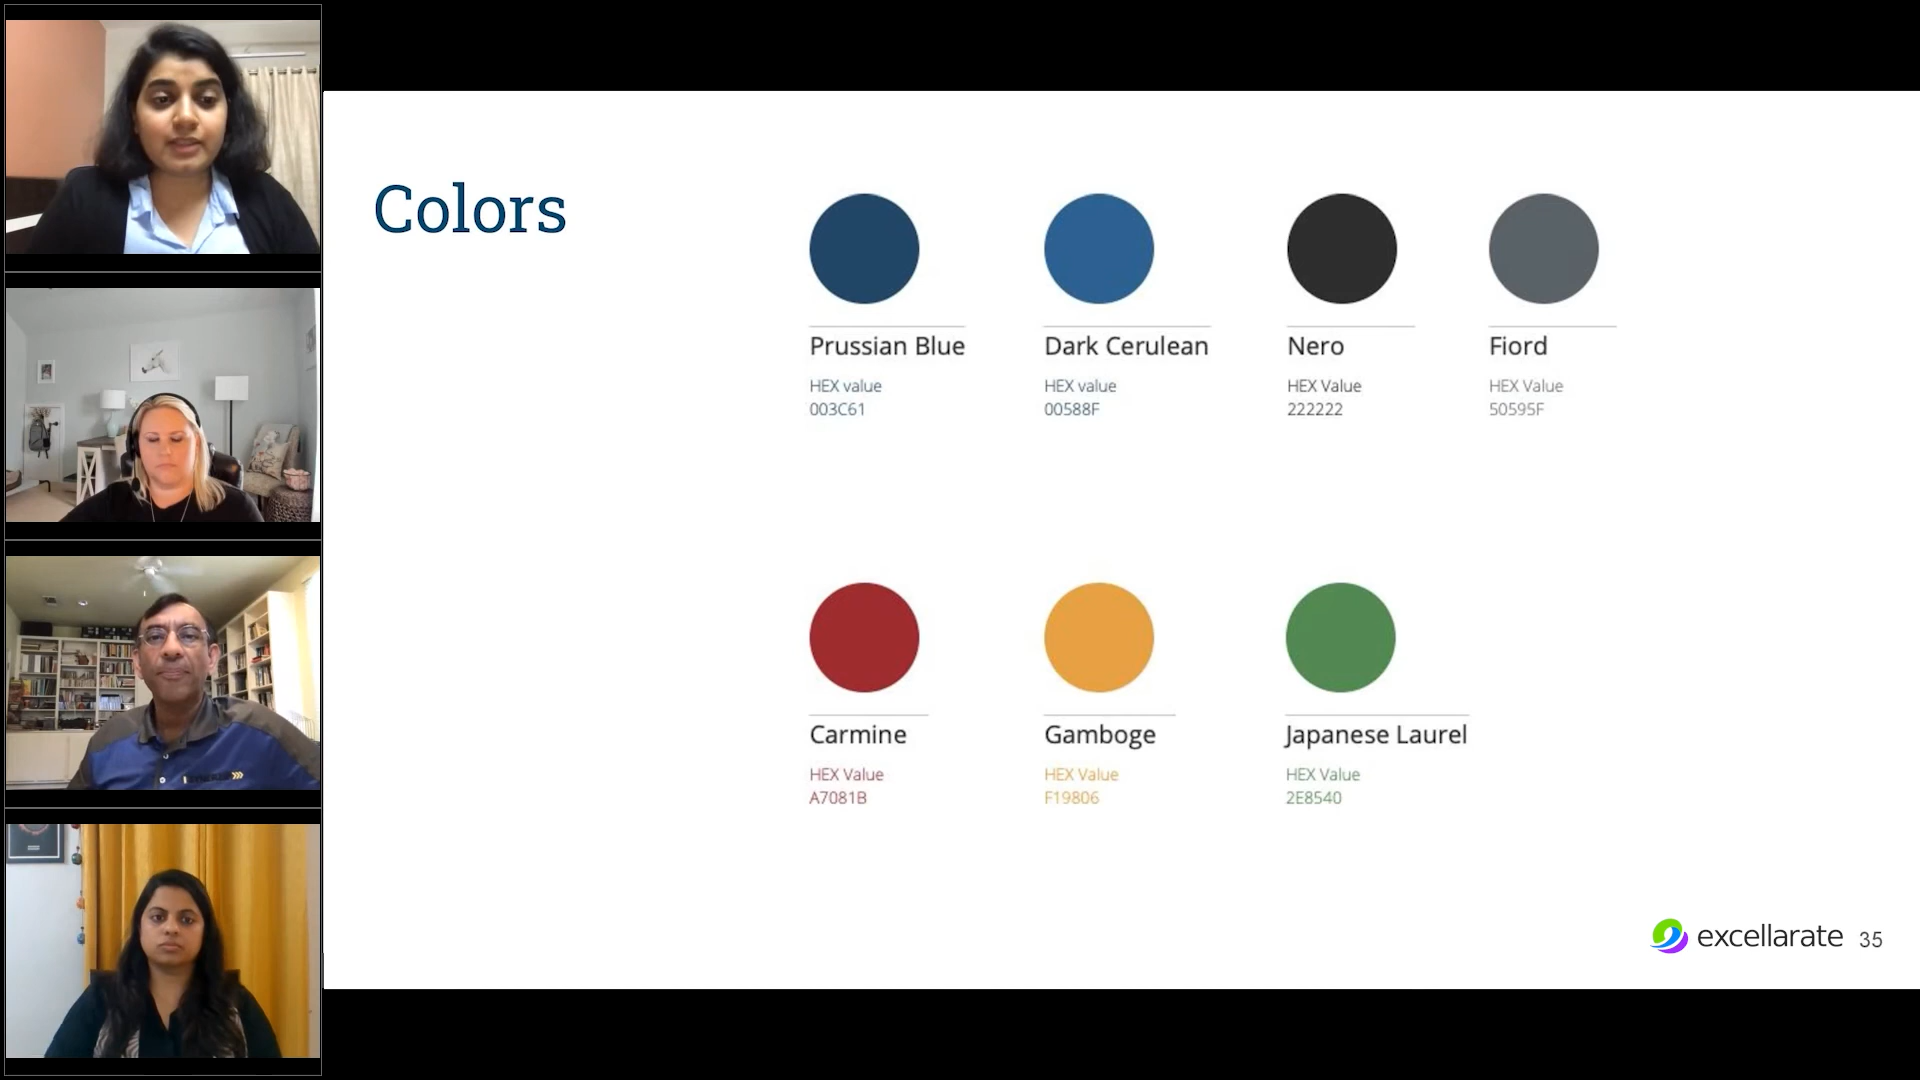 Colors
Prussian Blue
HEX value
003C61
Dark Cerulean
HEX value
00588F
Nero
HEX Value
222222
Fiord
HEX Value
50595F
Carmine
HEX Value
A7081B
Gamboge
HEX Value
F19806
Japanese Laurel
HEX Value
2E8540
excellarate 35